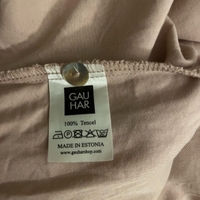 GAU
HAR
100% Tencel
MADE IN ESTONIA
www.gauharshop.com